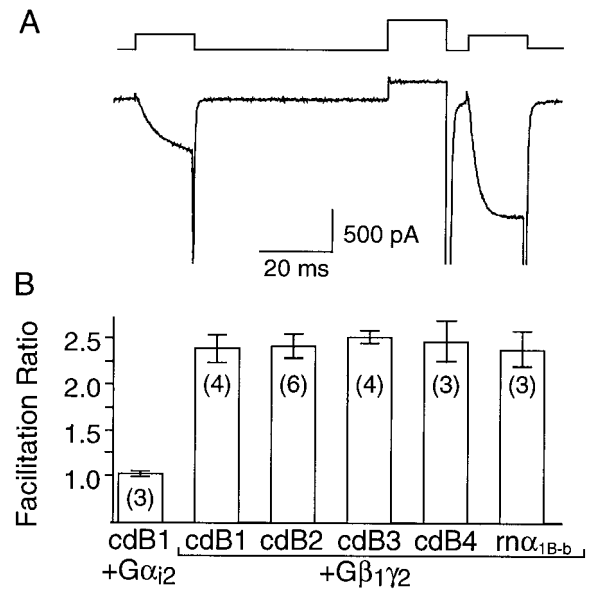 A
500 pA
20 ms
B
Facilitation Ratio
2.5
2.0
1.5
1.0
(3)
(4)
(6)
(4)
(3)
(3)
cdB1 cdB1 cdB2 cdB3 cdB4 rnα1B-b
+Gαi2 +Gβ1γ2